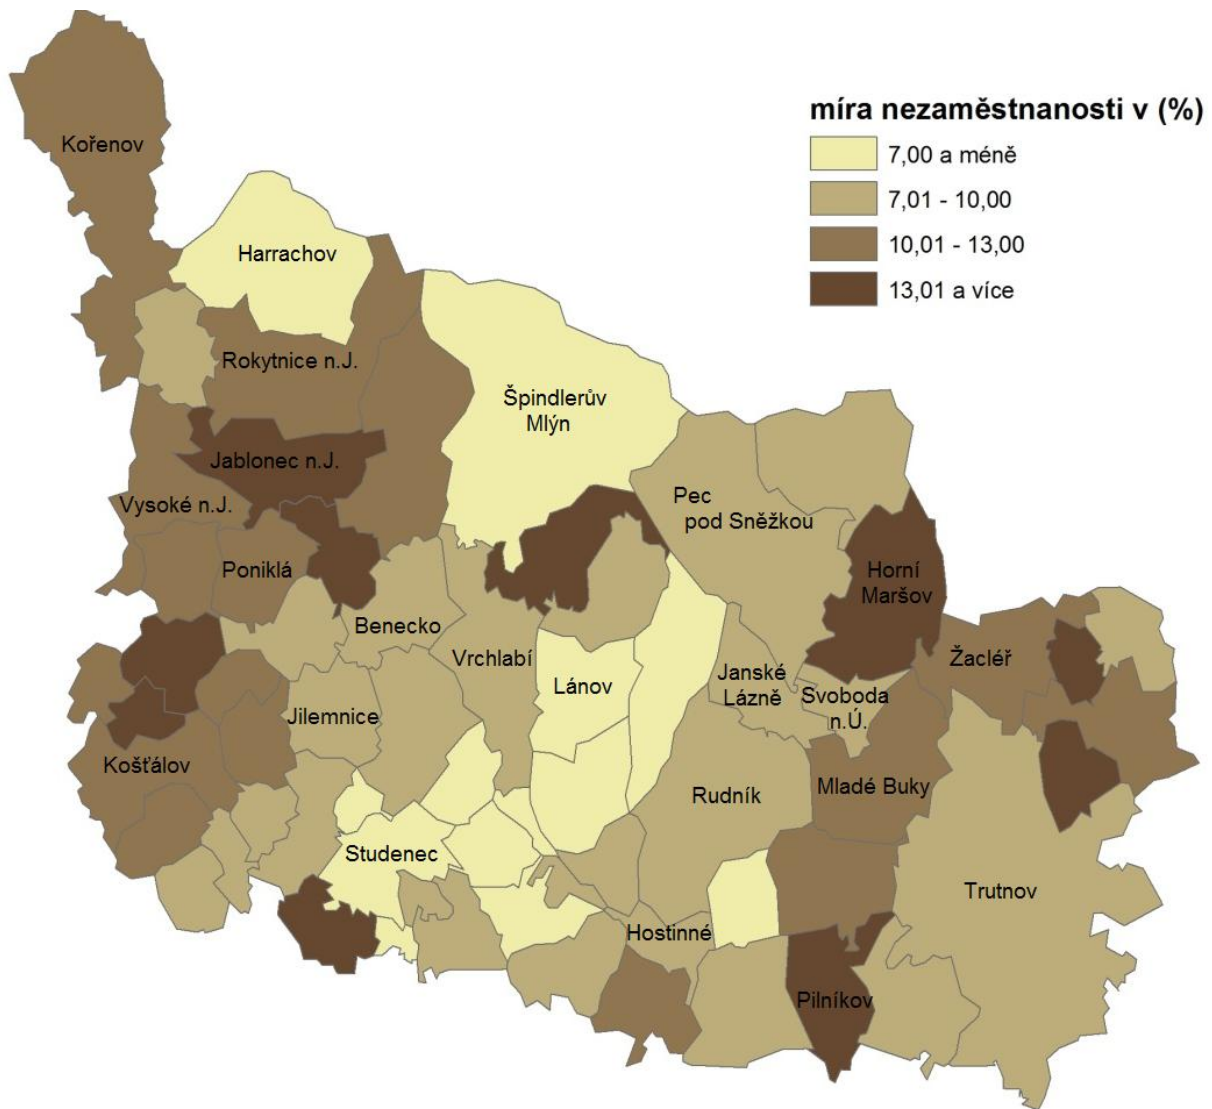 míra nezaměstnanosti v (%)
7,00 a méně
7,01 - 10,00
10,01 - 13,00
13,01 a více
Kořenov
Harrachov
Rokytnice n.J.
Špindlerův
Mlýn
Jablonec n.J.
Vysoké n.J.
Pec
pod Sněžkou
Poniklá
Horní
Maršov
Benecko
Vrchlabí
Žacléř
Lánov
Janské
Lázně
Svoboda
n.Ú.
Jilemnice
Košťálov
Rudník
Mladé Buky
Studenec
Trutnov
Hostinné
Pilníkov